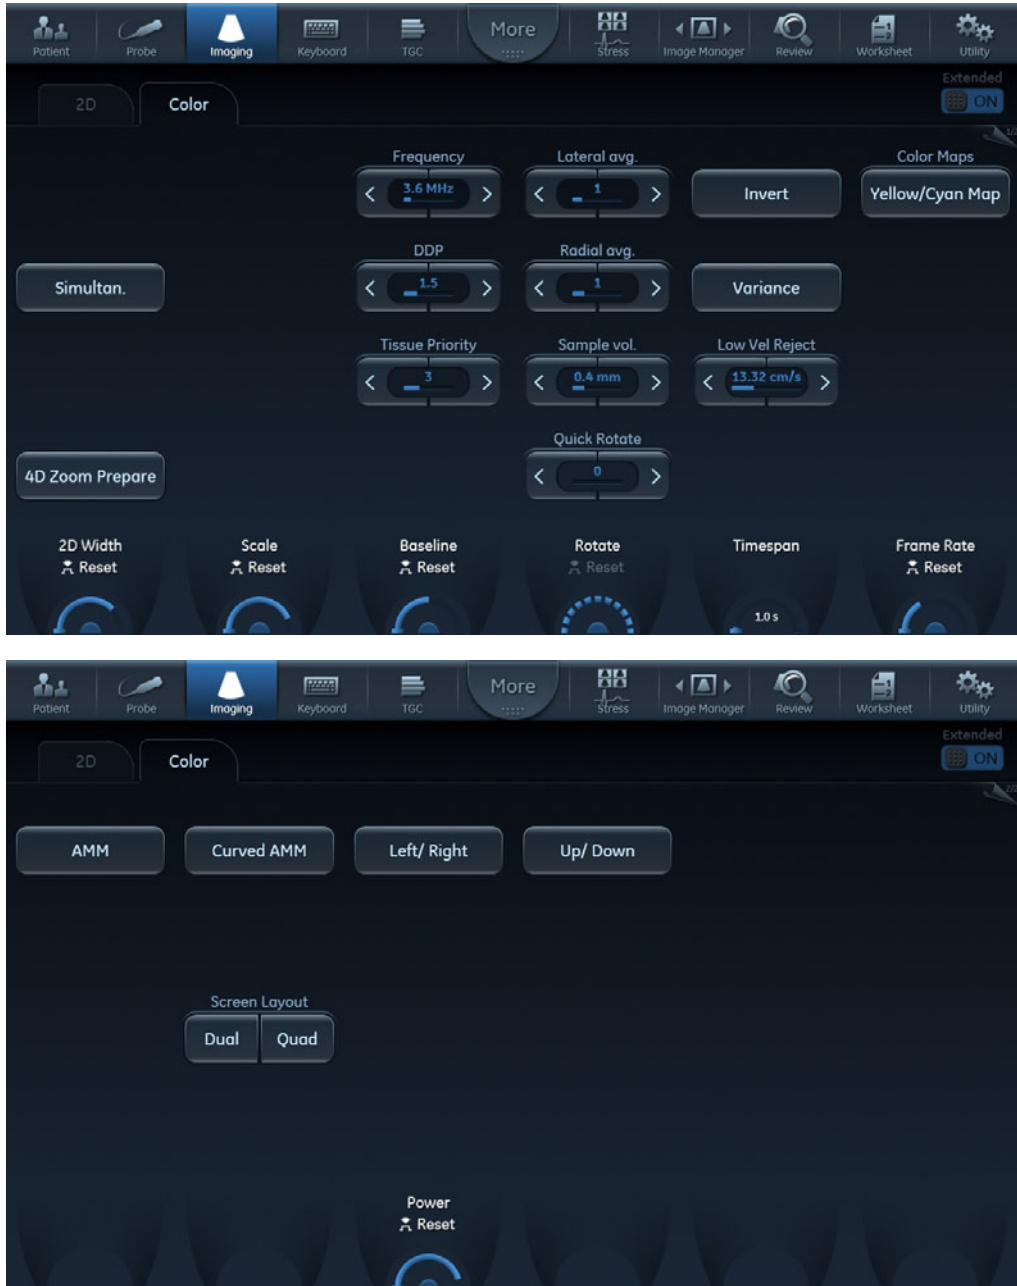 Patient Probe Imaging Keyboard TGC More Stress Image Manager Review Worksheet Utility
Extended
2D Color ON
1/2
Frequency Lateral avg. Color Maps
3.6 MHz 1 Invert Yellow/Cyan Map
DDP Radial avg.
Simultan. 1.5 1 Variance
Tissue Priority Sample vol. Low Vel Reject
3 0.4 mm 13.32 cm/s
Quick Rotate
4D Zoom Prepare 0
2D Width Scale Baseline Rotate Timespan Frame Rate
Reset Reset Reset Reset Reset
1.0 s
Patient Probe Imaging Keyboard TGC More Stress Image Manager Review Worksheet Utility
Extended
2D Color ON
2/2
AMM Curved AMM Left/ Right Up/ Down
Screen Layout
Dual Quad
Power
Reset